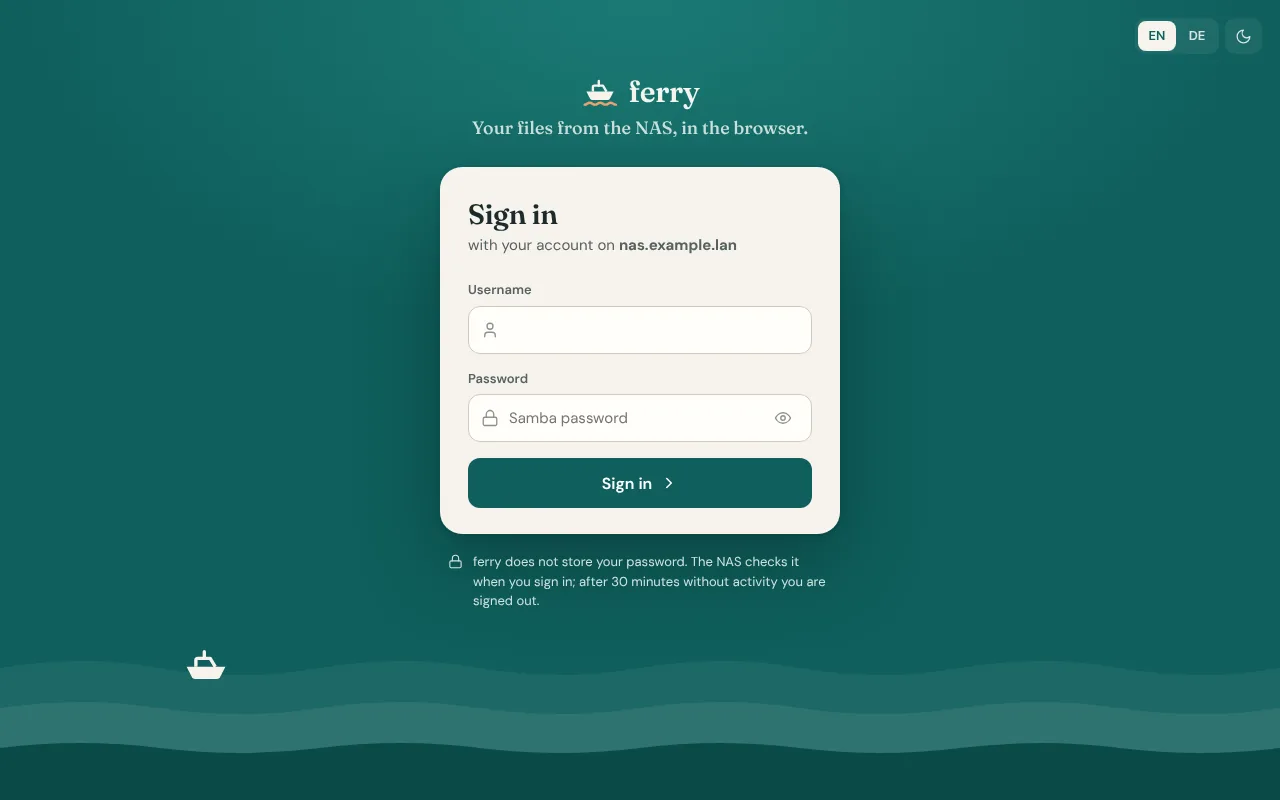 EN DE
ferry
Your files from the NAS, in the browser.
Sign in
with your account on nas.example.lan
Username
Password
Samba password
Sign in
ferry does not store your password. The NAS checks it
when you sign in; after 30 minutes without activity you are
signed out.